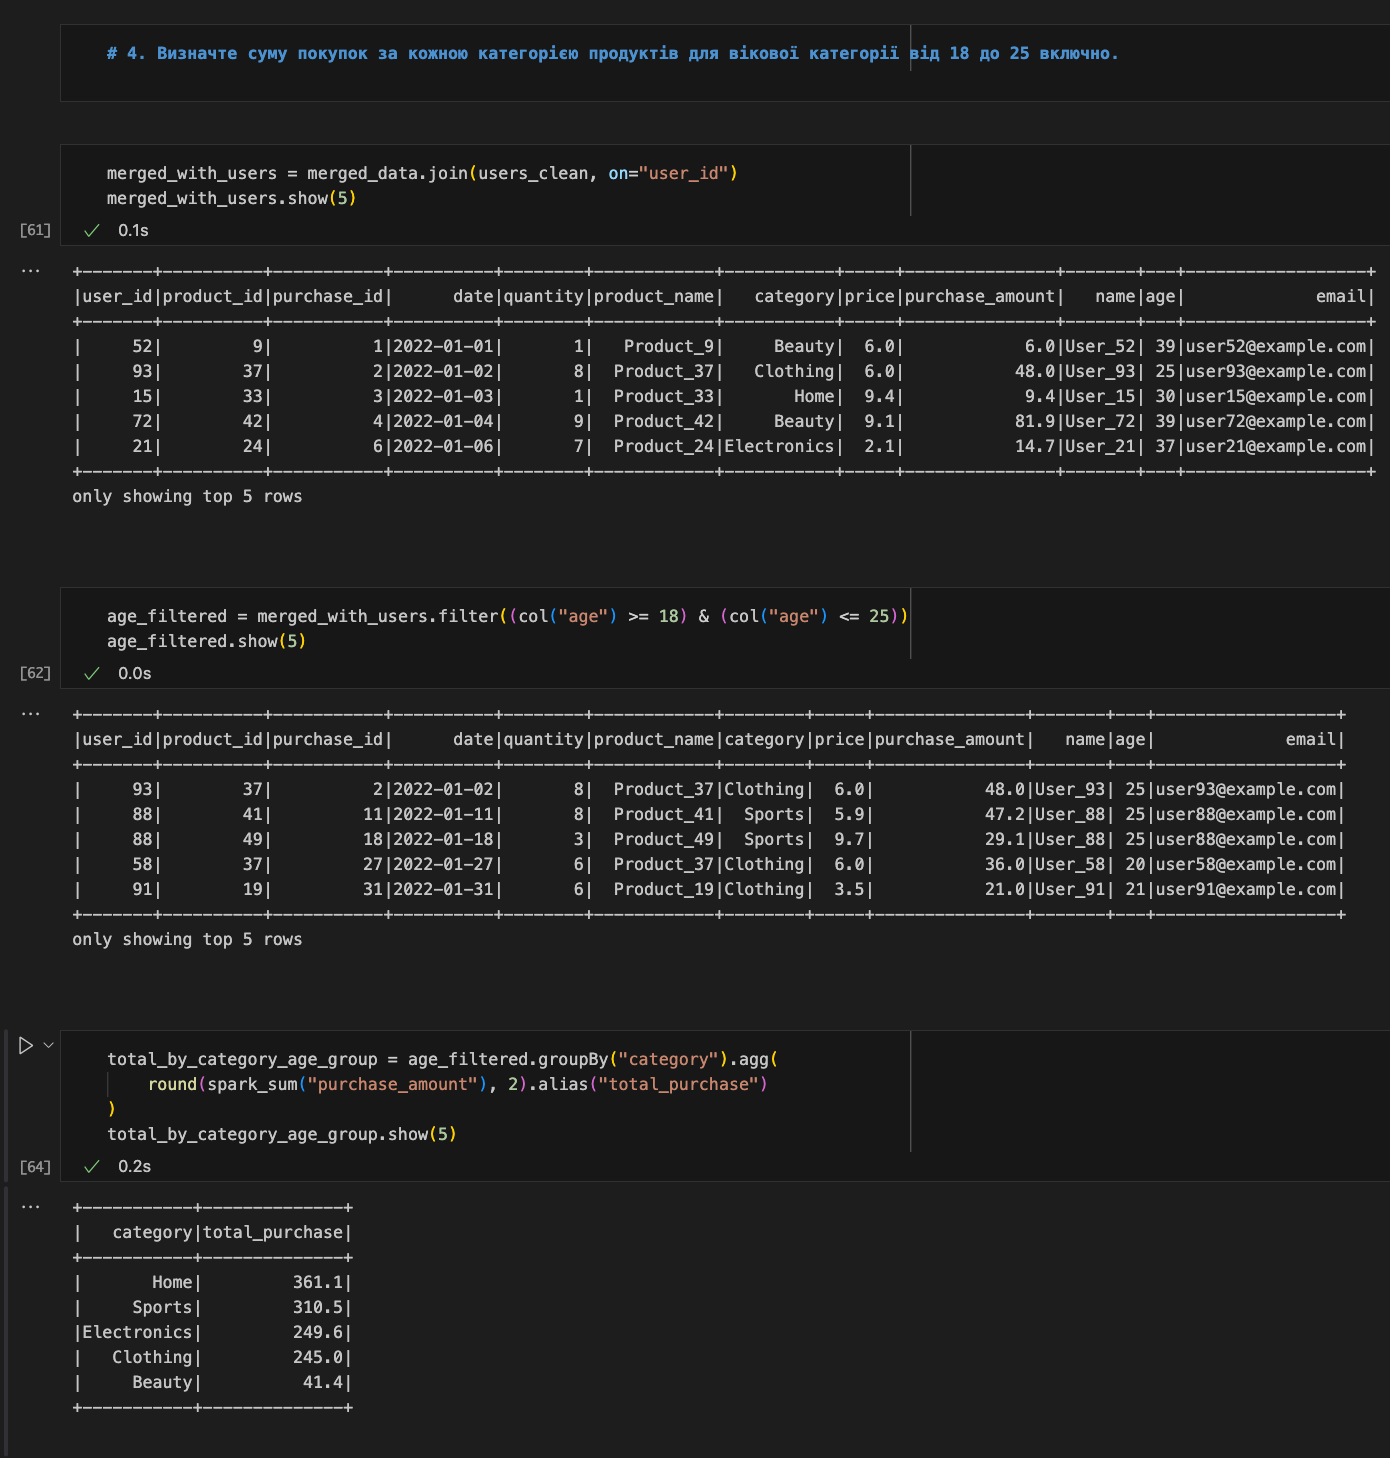 # 4. Визначте суму покупок за кожною категорією продуктів для вікової категорії від 18 до 25 включно.
merged_with_users = merged_data.join(users_clean, on="user_id")
merged_with_users.show(5)
[61] ✓ 0.1s
... +-------+----------+-----------+----------+--------+------------+-----------+-----+---------------+-------+---+------------------+
|user_id|product_id|purchase_id|      date|quantity|product_name|   category|price|purchase_amount|   name|age|             email|
+-------+----------+-----------+----------+--------+------------+-----------+-----+---------------+-------+---+------------------+
|     52|         9|          1|2022-01-01|       1|   Product_9|     Beauty|  6.0|            6.0|User_52| 39|user52@example.com|
|     93|        37|          2|2022-01-02|       8|  Product_37|   Clothing|  6.0|           48.0|User_93| 25|user93@example.com|
|     15|        33|          3|2022-01-03|       1|  Product_33|       Home|  9.4|            9.4|User_15| 30|user15@example.com|
|     72|        42|          4|2022-01-04|       9|  Product_42|     Beauty|  9.1|           81.9|User_72| 39|user72@example.com|
|     21|        24|          6|2022-01-06|       7|  Product_24|Electronics|  2.1|           14.7|User_21| 37|user21@example.com|
+-------+----------+-----------+----------+--------+------------+-----------+-----+---------------+-------+---+------------------+
only showing top 5 rows
age_filtered = merged_with_users.filter((col("age") >= 18) & (col("age") <= 25))
age_filtered.show(5)
[62] ✓ 0.0s
... +-------+----------+-----------+----------+--------+------------+--------+-----+---------------+-------+---+------------------+
|user_id|product_id|purchase_id|      date|quantity|product_name|category|price|purchase_amount|   name|age|             email|
+-------+----------+-----------+----------+--------+------------+--------+-----+---------------+-------+---+------------------+
|     93|        37|          2|2022-01-02|       8|  Product_37|Clothing|  6.0|           48.0|User_93| 25|user93@example.com|
|     88|        41|         11|2022-01-11|       8|  Product_41|  Sports|  5.9|           47.2|User_88| 25|user88@example.com|
|     88|        49|         18|2022-01-18|       3|  Product_49|  Sports|  9.7|           29.1|User_88| 25|user88@example.com|
|     58|        37|         27|2022-01-27|       6|  Product_37|Clothing|  6.0|           36.0|User_58| 20|user58@example.com|
|     91|        19|         31|2022-01-31|       6|  Product_19|Clothing|  3.5|           21.0|User_91| 21|user91@example.com|
+-------+----------+-----------+----------+--------+------------+--------+-----+---------------+-------+---+------------------+
only showing top 5 rows
total_by_category_age_group = age_filtered.groupBy("category").agg(
    round(spark_sum("purchase_amount"), 2).alias("total_purchase")
)
total_by_category_age_group.show(5)
[64] ✓ 0.2s
... +-----------+--------------+
|   category|total_purchase|
+-----------+--------------+
|       Home|         361.1|
|     Sports|         310.5|
|Electronics|         249.6|
|   Clothing|         245.0|
|     Beauty|          41.4|
+-----------+--------------+